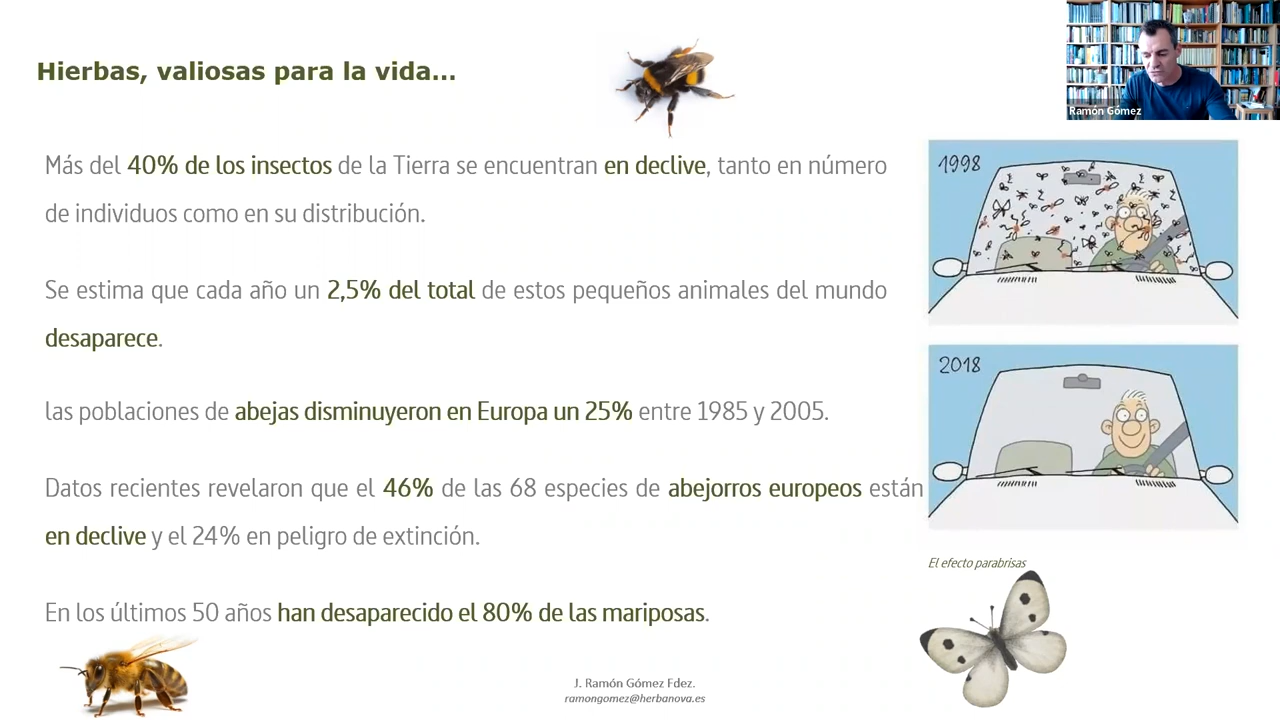 Hierbas, valiosas para la vida...
Ramón Gómez
Más del 40% de los insectos de la Tierra se encuentran en declive, tanto en número
de individuos como en su distribución.
Se estima que cada año un 2,5% del total de estos pequeños animales del mundo
desaparece.
las poblaciones de abejas disminuyeron en Europa un 25% entre 1985 y 2005.
Datos recientes revelaron que el 46% de las 68 especies de abejorros europeos están
en declive y el 24% en peligro de extinción.
En los últimos 50 años han desaparecido el 80% de las mariposas.
1998
2018
El efecto parabrisas
J. Ramón Gómez Fdez.
ramongomez@herbanova.es